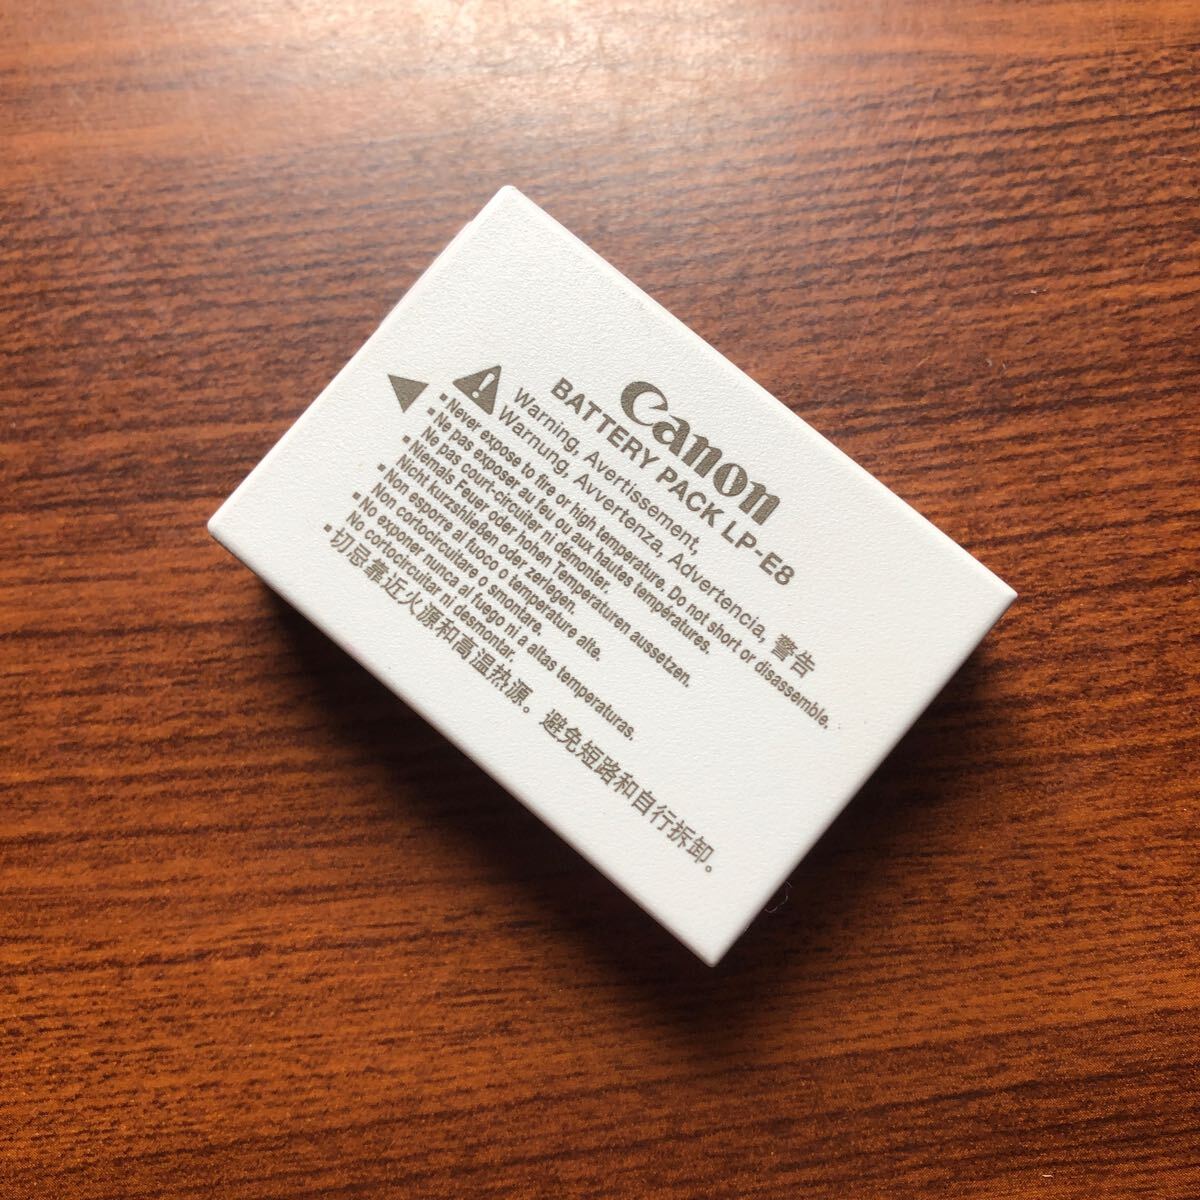 Canon
BATTERY PACK LP-E8
Warning, Avertissement,
Warnung, Avvertenza, Advertencia, 警告
▪Never expose to fire or high temperature. Do not short or disassemble.
▪Ne pas exposer au feu ou aux hautes températures.
Ne pas court-circuiter ni démonter.
▪Niemals Feuer oder hohen Temperaturen aussetzen.
Nicht kurzshließen oder zerlegen.
▪Non esporre al fuoco o temperature alte.
Non cortocircuitare o smontare.
▪No exponer nunca al fuego ni a altas temperaturas.
No cortocircuitar ni desmontar.
▪切忌靠近火源和高温热源。避免短路和自行拆卸。